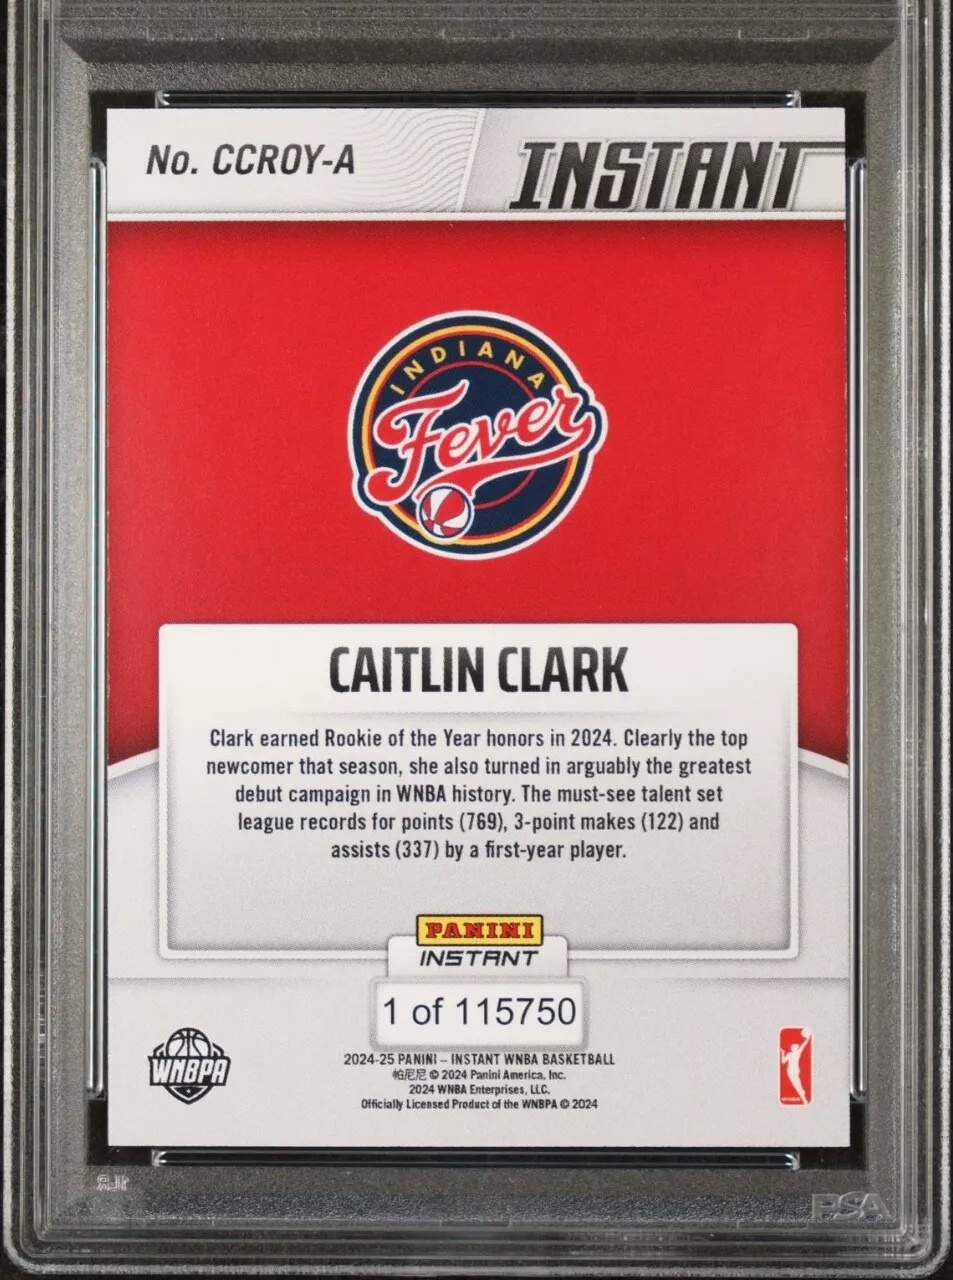 No. CCROY-A
INSTANT
INDIANA
Fever
CAITLIN CLARK
Clark earned Rookie of the Year honors in 2024. Clearly the top
newcomer that season, she also turned in arguably the greatest
debut campaign in WNBA history. The must-see talent set
league records for points (769), 3-point makes (122) and
assists (337) by a first-year player.
PANINI
INSTANT
1 of 115750
WNBPA
2024-25 PANINI – INSTANT WNBA BASKETBALL
帕尼尼 © 2024 Panini America, Inc.
2024 WNBA Enterprises, LLC.
Officially Licensed Product of the WNBPA © 2024
PSA